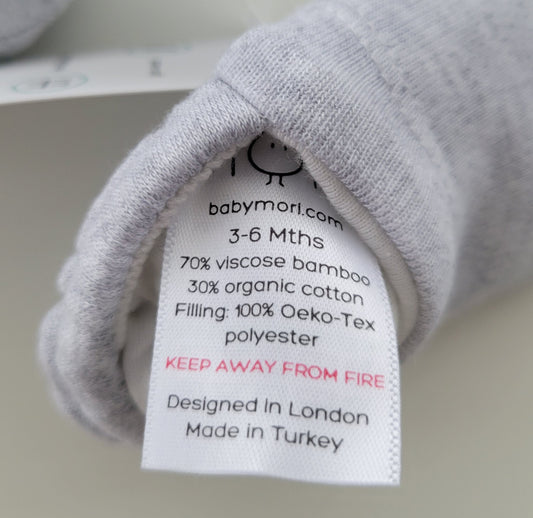 babymori.com
3-6 Mths
70% viscose bamboo
30% organic cotton
Filling: 100% Oeko-Tex
polyester
KEEP AWAY FROM FIRE
Designed in London
Made in Turkey